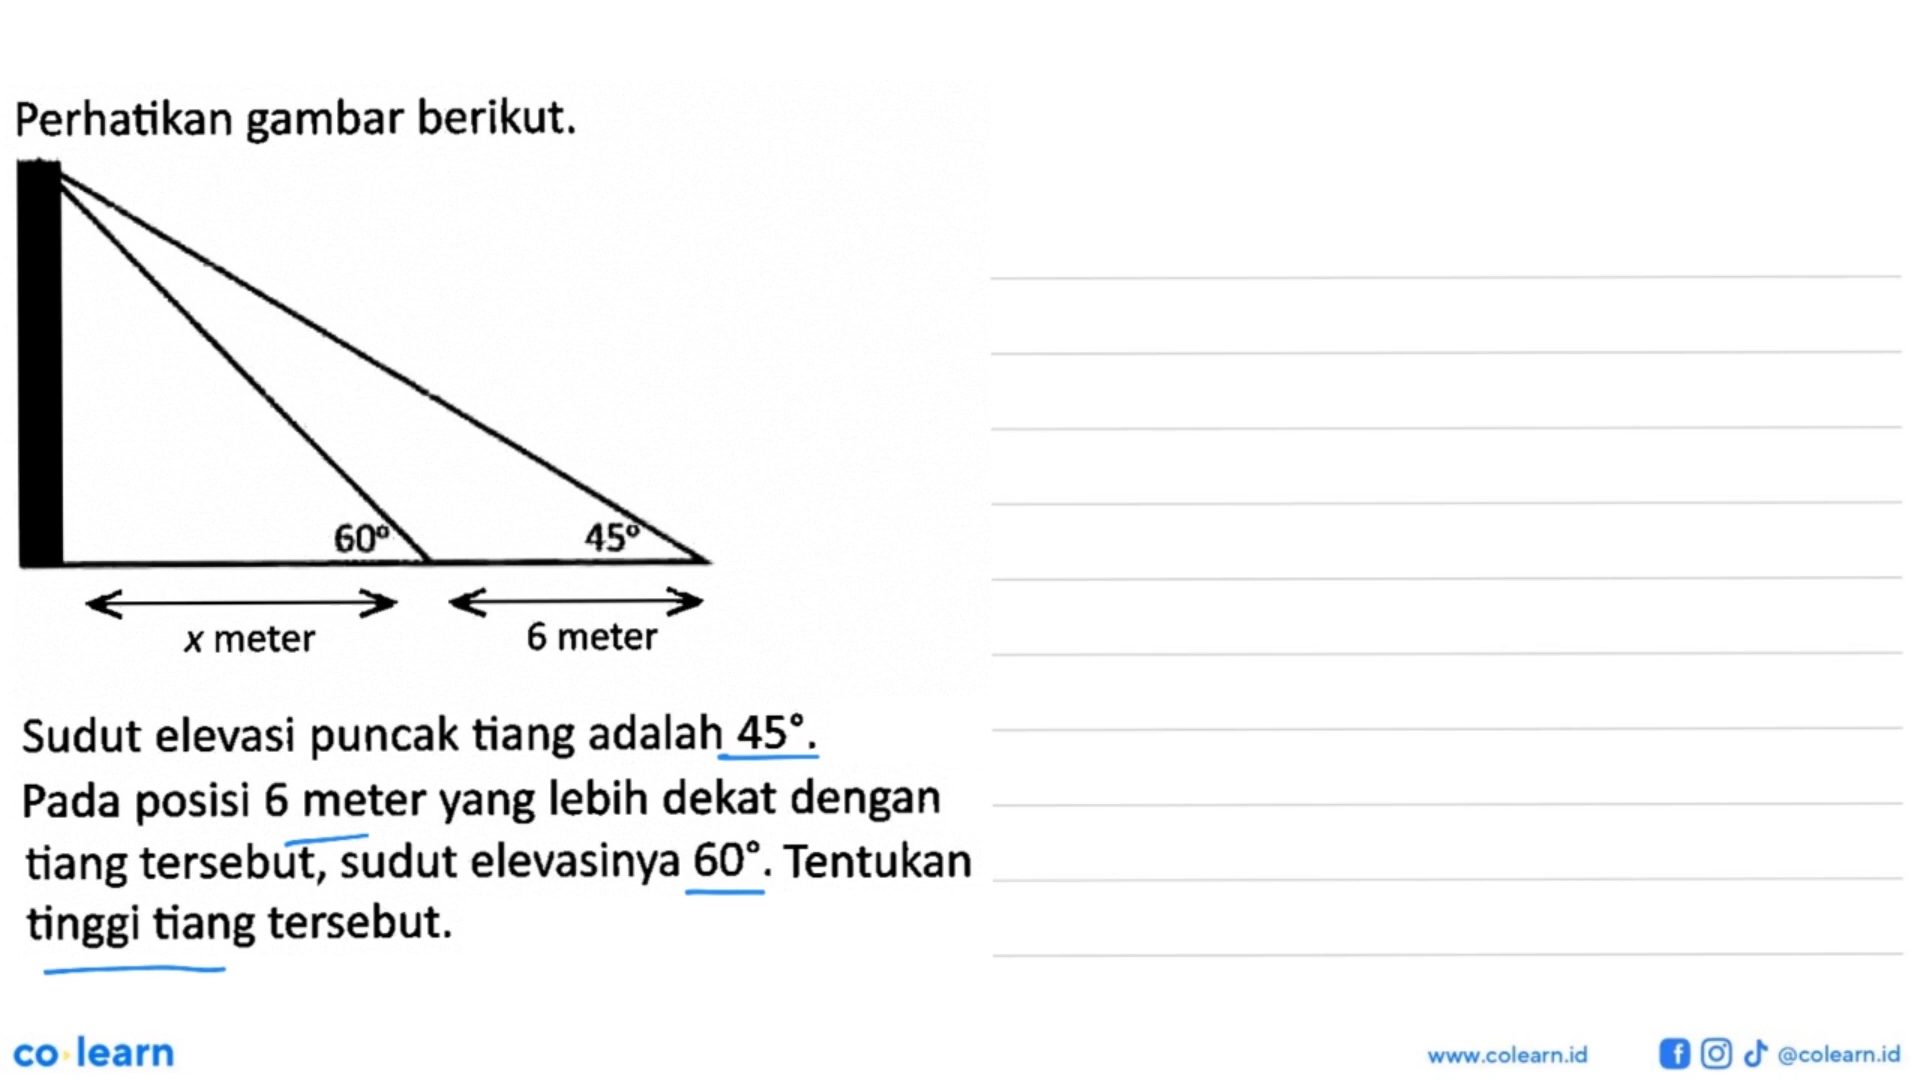 Perhatikan gambar berikut.
60°
45°
x meter
6 meter
Sudut elevasi puncak tiang adalah 45°.
Pada posisi 6 meter yang lebih dekat dengan
tiang tersebut, sudut elevasinya 60°. Tentukan
tinggi tiang tersebut.
co learn
www.colearn.id
@colearn.id